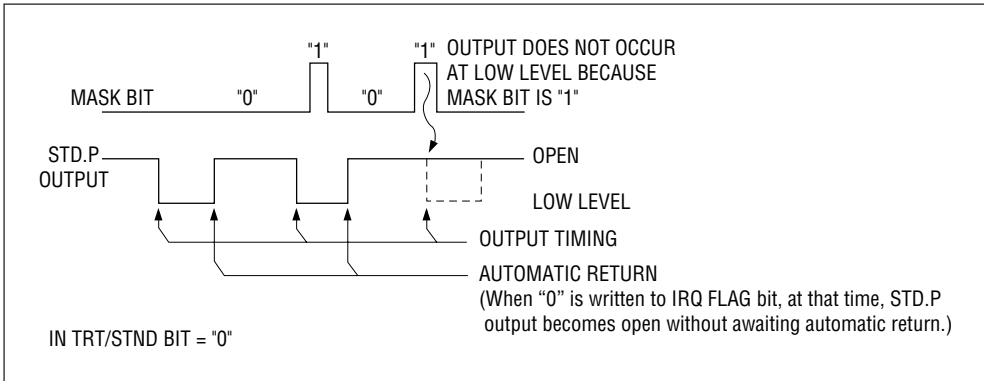 "1" "1" OUTPUT DOES NOT OCCUR
AT LOW LEVEL BECAUSE
MASK BIT "0" "0" MASK BIT IS "1"
STD.P
OUTPUT
OPEN
LOW LEVEL
OUTPUT TIMING
AUTOMATIC RETURN
(When “0” is written to IRQ FLAG bit, at that time, STD.P
output becomes open without awaiting automatic return.)
IN TRT/STND BIT = "0"